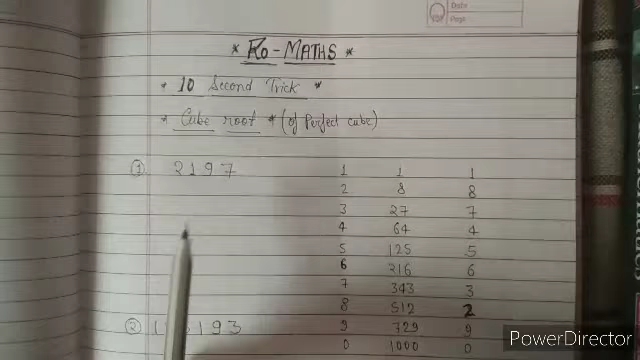 Date
Page
* Ro-MATHS *
* 10 Second Trick *
* Cube root * (of Perfect cube)
① 2197
1 1 1
2 8 8
3 27 7
4 64 4
5 125 5
6 216 6
7 343 3
8 512 2
9 729 9
0 1000 0
②
PowerDirector